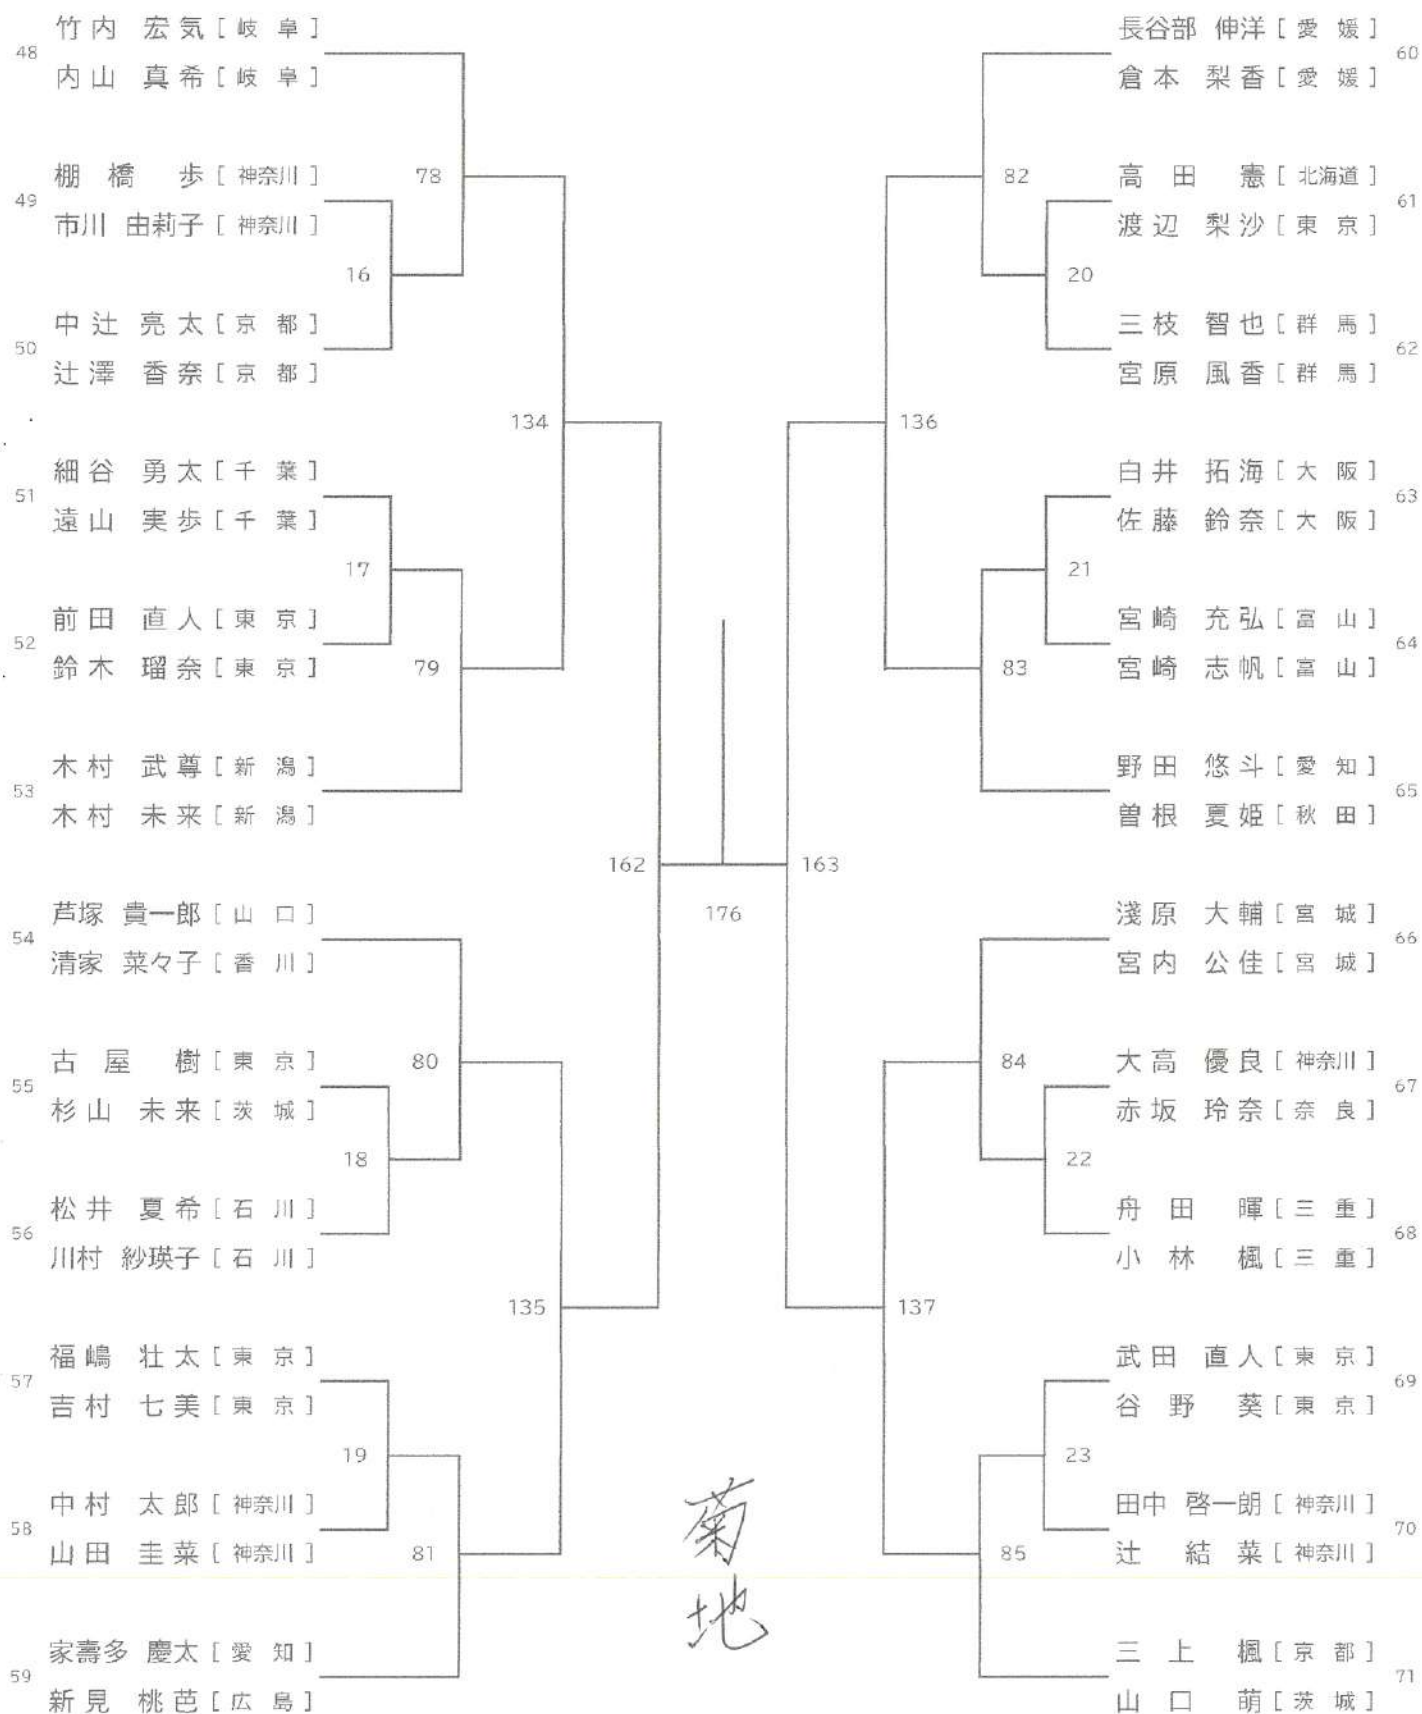 竹内 宏気 [岐阜]
48
内山 真希 [岐阜]
棚橋 歩 [神奈川]
78
49
市川 由莉子 [神奈川]
16
中辻 亮太 [京都]
50
辻澤 香奈 [京都]
134
細谷 勇太 [千葉]
51
遠山 実歩 [千葉]
17
前田 直人 [東京]
52
鈴木 瑠奈 [東京]
79
木村 武尊 [新潟]
53
木村 未来 [新潟]
162
芦塚 貴一郎 [山口]
54
清家 菜々子 [香川]
古屋 樹 [東京]
80
55
杉山 未来 [茨城]
18
松井 夏希 [石川]
56
川村 紗瑛子 [石川]
135
福嶋 壮太 [東京]
57
吉村 七美 [東京]
19
中村 太郎 [神奈川]
58
山田 圭菜 [神奈川]
81
家壽多 慶太 [愛知]
59
新見 桃芭 [広島]
176
菊地
長谷部 伸洋 [愛媛]
60
倉本 梨香 [愛媛]
82
高田 憲 [北海道]
61
渡辺 梨沙 [東京]
20
三枝 智也 [群馬]
62
宮原 風香 [群馬]
136
白井 拓海 [大阪]
63
佐藤 鈴奈 [大阪]
21
宮崎 充弘 [富山]
64
宮崎 志帆 [富山]
83
野田 悠斗 [愛知]
65
曽根 夏姫 [秋田]
163
淺原 大輔 [宮城]
66
宮内 公佳 [宮城]
84
大高 優良 [神奈川]
67
赤坂 玲奈 [奈良]
22
舟田 暉 [三重]
68
小林 楓 [三重]
137
武田 直人 [東京]
69
谷野 葵 [東京]
23
田中 啓一朗 [神奈川]
70
辻 結菜 [神奈川]
85
三上 楓 [京都]
71
山口 萌 [茨城]